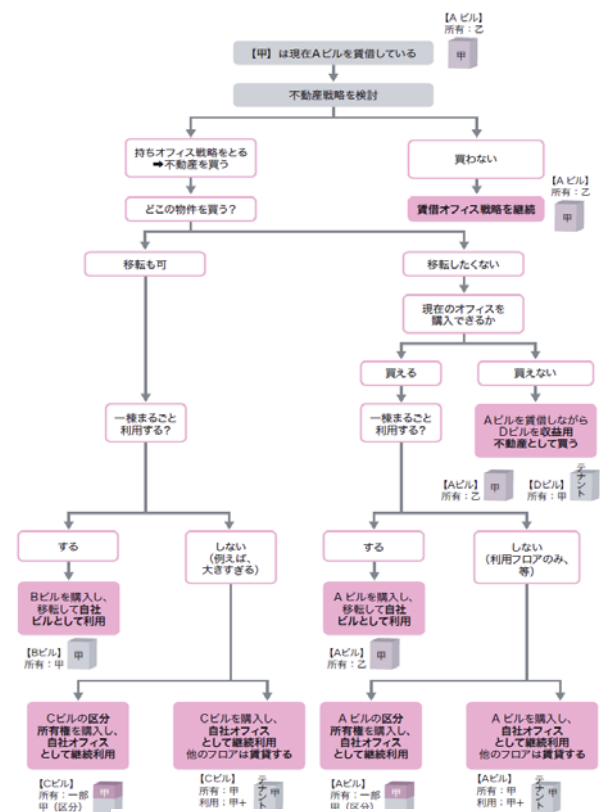 【A ビル】
所有：乙
甲
【甲】は現在Aビルを賃借している
不動産戦略を検討
持ちオフィス戦略をとる
➡不動産を買う
買わない
どこの物件を買う？
賃借オフィス戦略を継続
【A ビル】
所有：乙
甲
移転も可
移転したくない
現在のオフィスを
購入できるか
買える
買えない
一棟まるごと
利用する？
一棟まるごと
利用する？
Aビルを賃借しながら
Dビルを収益用
不動産として買う
【Aビル】
所有：乙
甲
【Dビル】
所有：甲
テナント
する
しない
（例えば、
大きすぎる）
する
しない
（利用フロアのみ、
等）
Bビルを購入し、
移転して自社
ビルとして利用
A ビルを購入し、
移転して自社
ビルとして利用
【Bビル】
所有：甲
甲
【Aビル】
所有：乙
甲
Cビルの区分
所有権を購入し、
自社オフィス
として継続利用
Cビルを購入し、
自社オフィス
として継続利用
他のフロアは賃貸する
A ビルの区分
所有権を購入し、
自社オフィス
として継続利用
A ビルを購入し、
自社オフィス
として継続利用
他のフロアは賃貸する
【Cビル】
所有：一部
甲（区分）
甲
【Cビル】
所有：甲
利用：甲+
テナント
甲
【Aビル】
所有：一部
甲（区分）
甲
【Aビル】
所有：甲
利用：甲+
テナント
甲